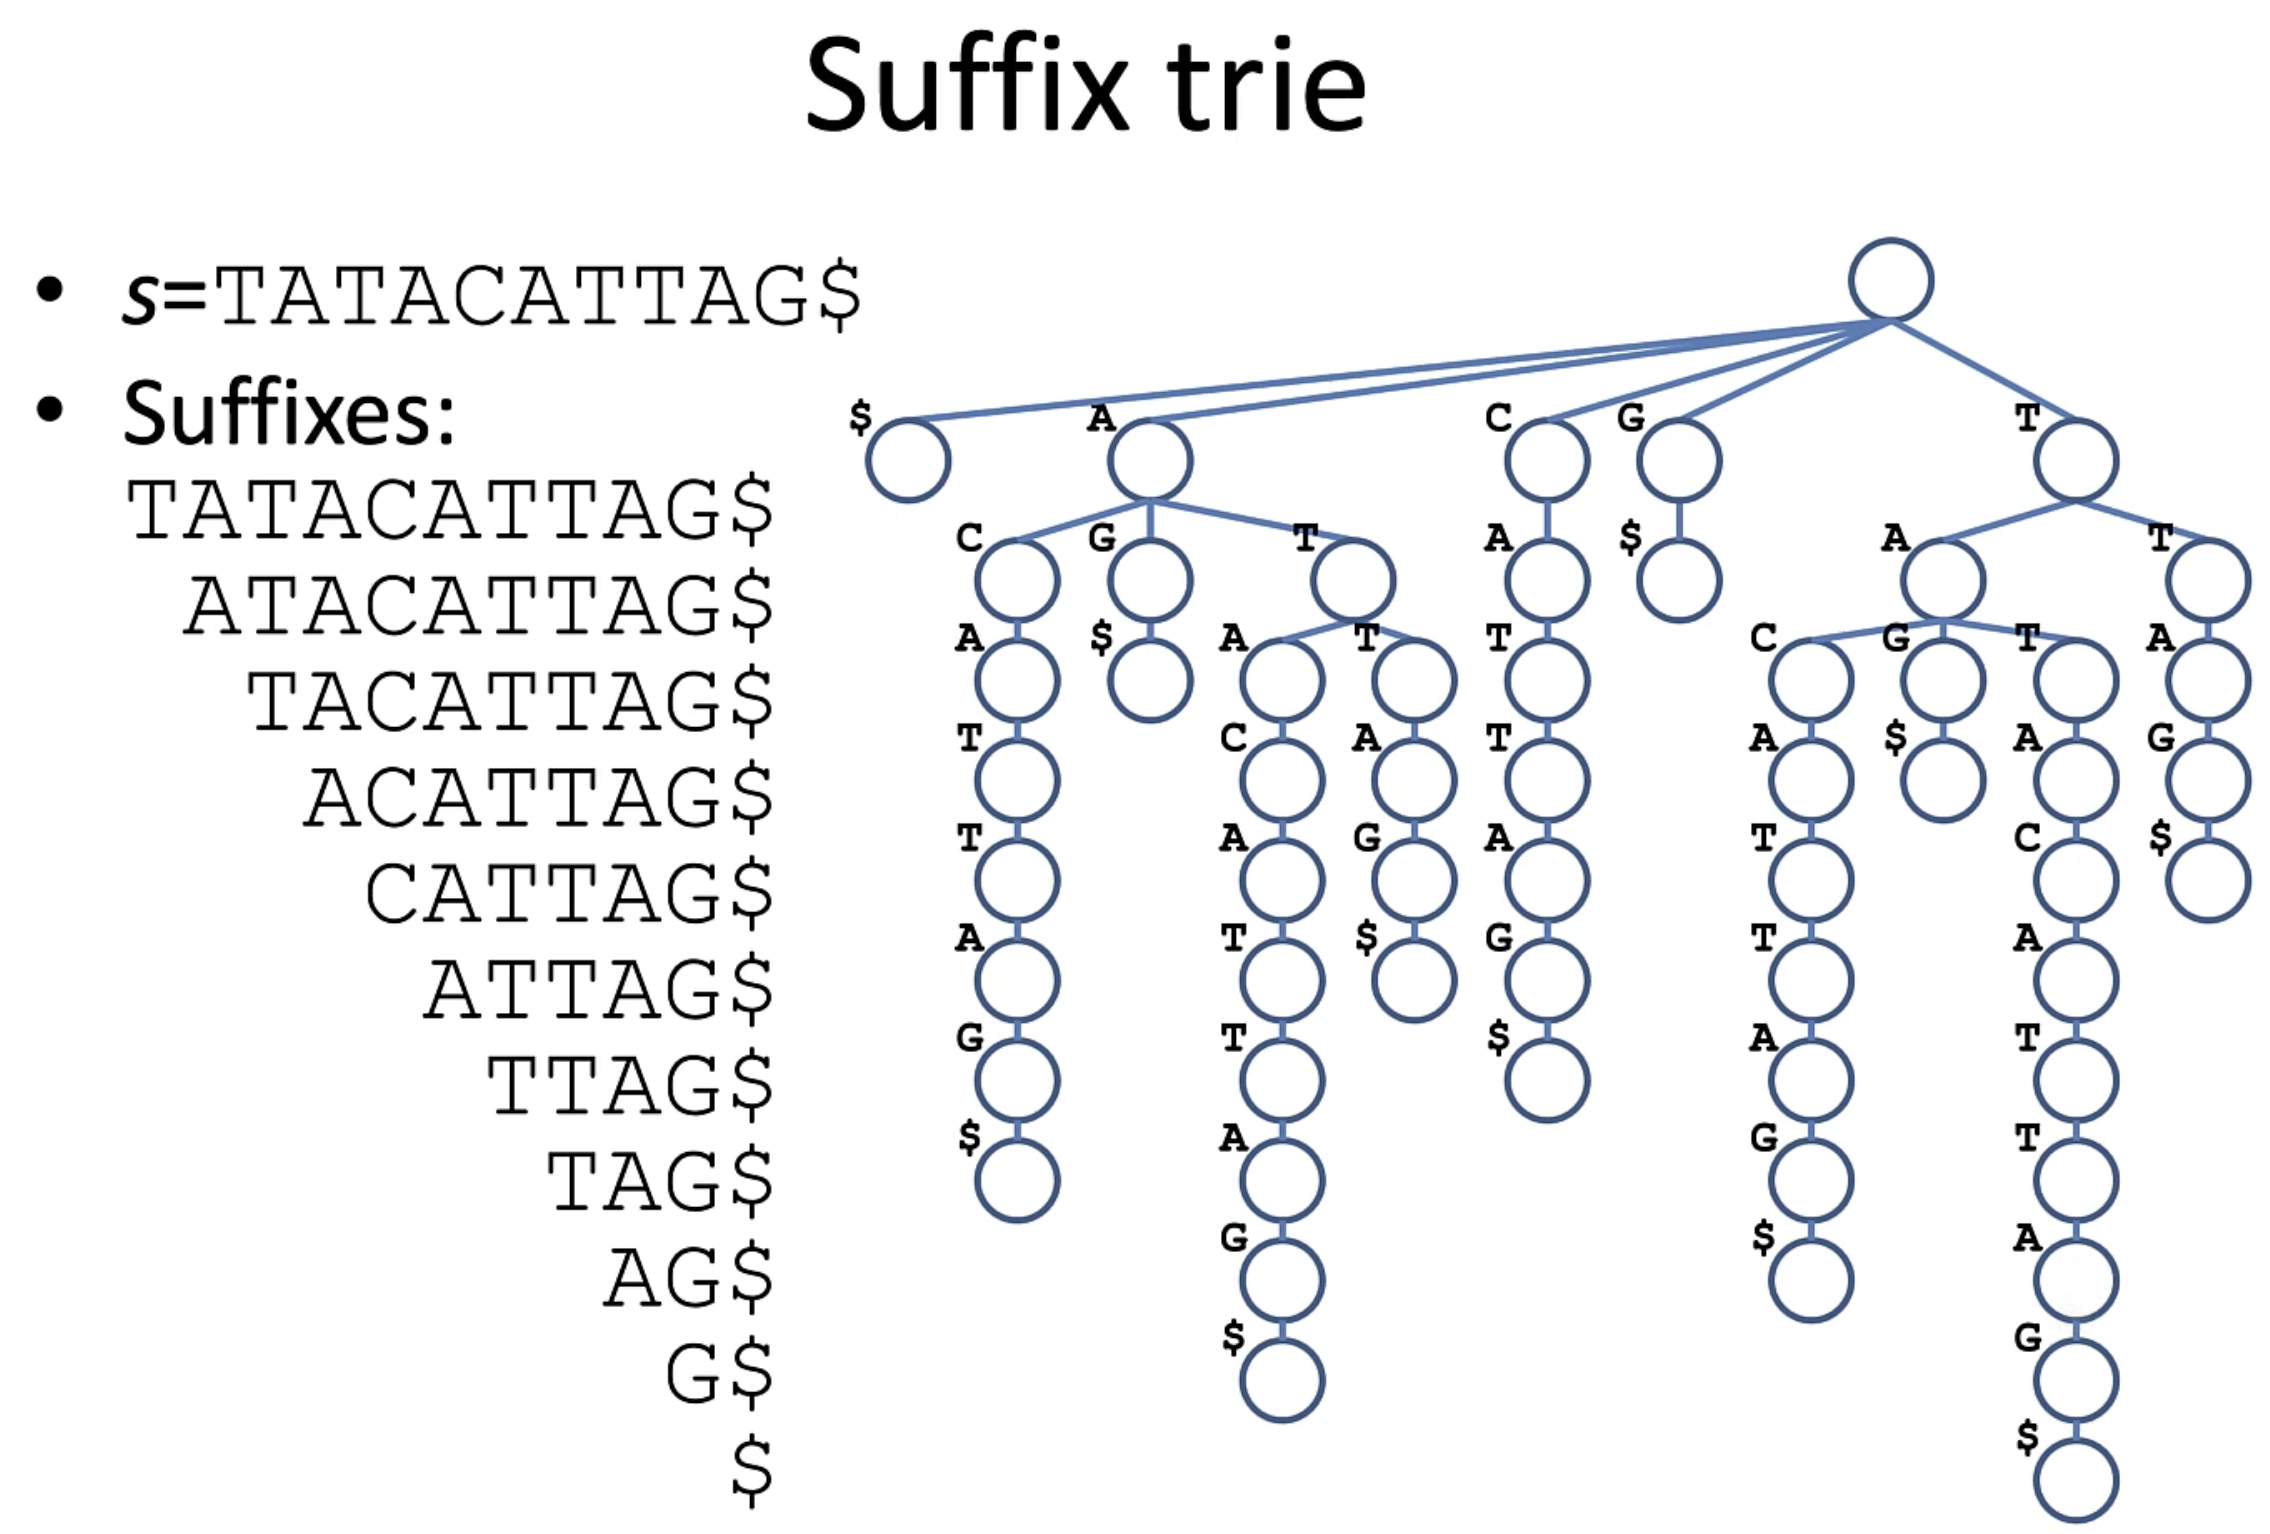 Suffix trie
• s=TATACATTAG$
• Suffixes:
TATACATTAG$
ATACATTAG$
TACATTAG$
ACATTAG$
CATTAG$
ATTAG$
TTAG$
TAG$
AG$
G$
$
$ A C G T
C G T A $ A T
A $ A T T C G T A
T C A T A $ A G
T A G A T C $
A T $ G T A
G T $ A T
$ A G T
G $ A
$ G
$